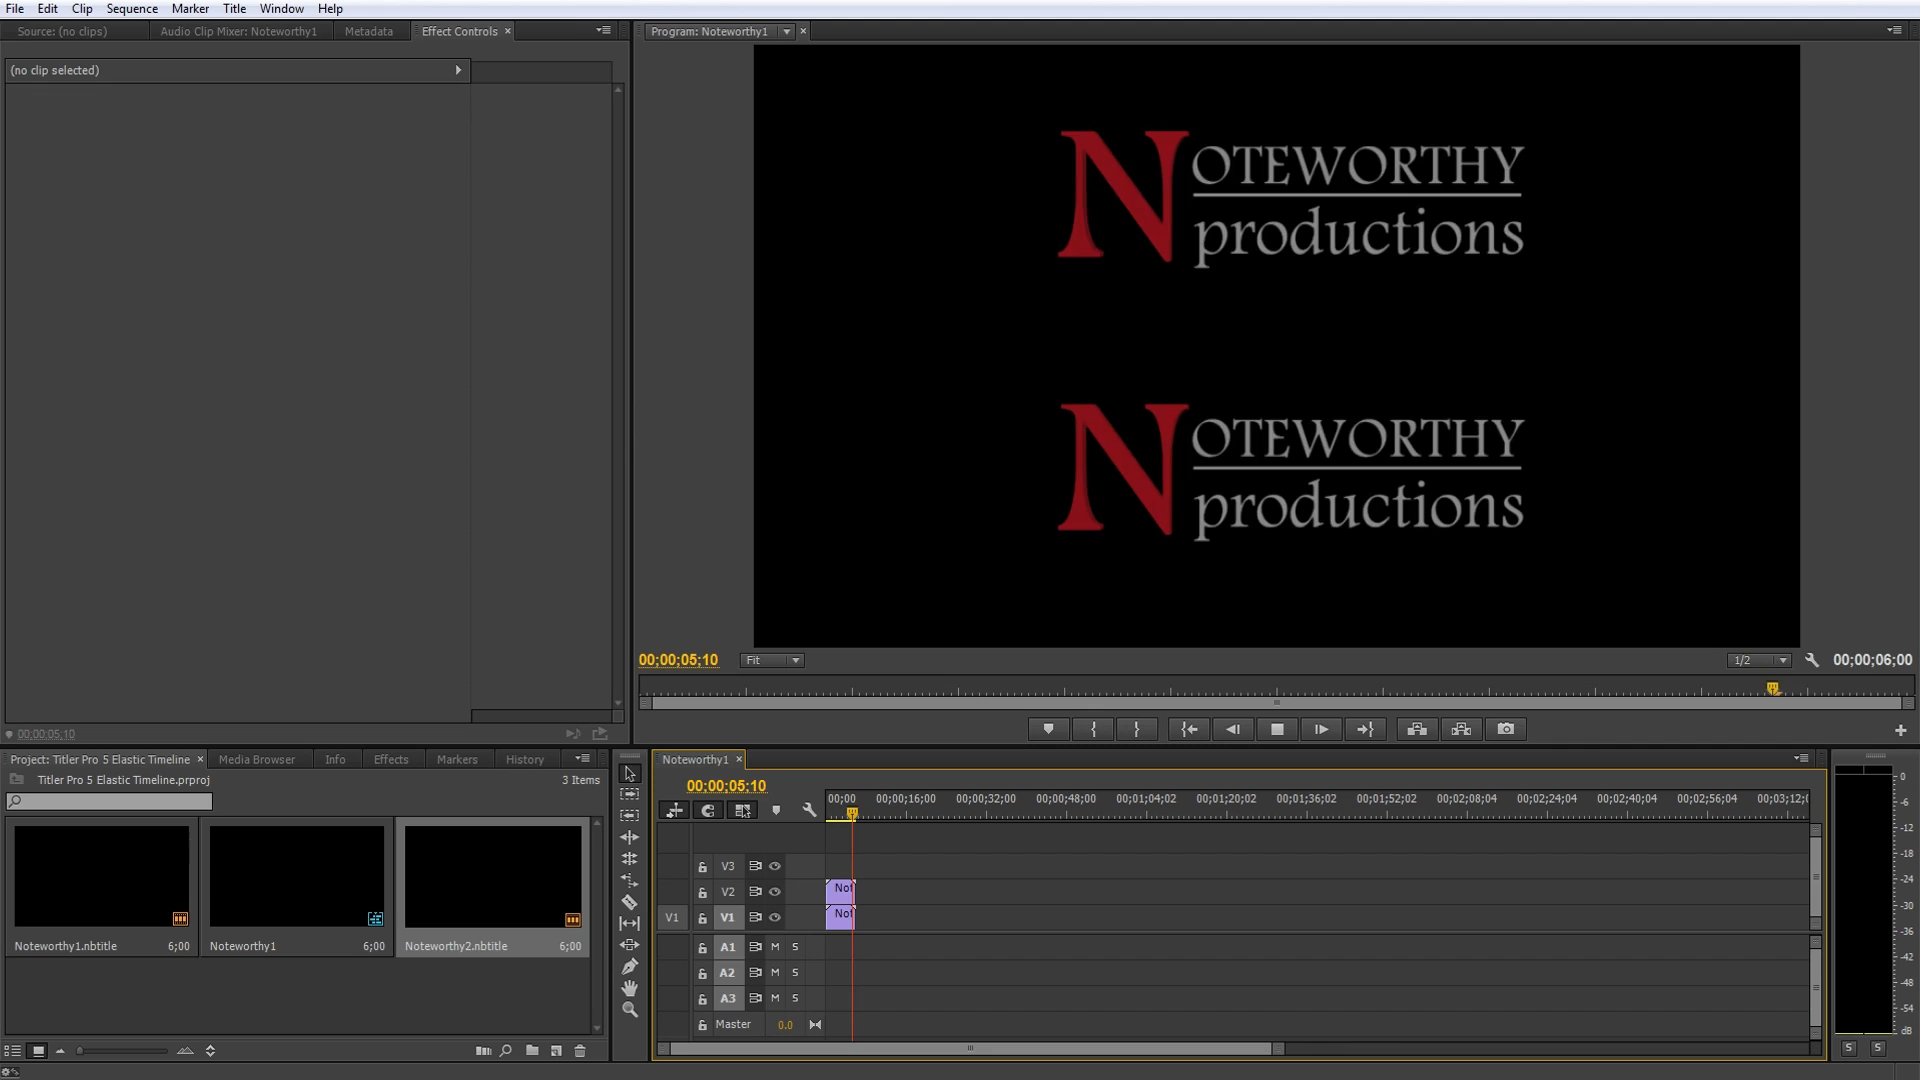 File Edit Clip Sequence Marker Title Window Help
Source: (no clips) Audio Clip Mixer: Noteworthy1 Metadata Effect Controls ×
Program: Noteworthy1 ×
(no clip selected)
NOTEWORTHY
productions
NOTEWORTHY
productions
00;00;05;10 Fit 1/2 00;00;06;00
00;00;05;10
Project: Titler Pro 5 Elastic Timeline × Media Browser Info Effects Markers History
Titler Pro 5 Elastic Timeline.prproj 3 Items
Noteworthy1.nbtitle 6;00
Noteworthy1 6;00
Noteworthy2.nbtitle 6;00
Noteworthy1 ×
00;00;05;10
00;00 00;00;16;00 00;00;32;00 00;00;48;00 00;01;04;02 00;01;20;02 00;01;36;02 00;01;52;02 00;02;08;04 00;02;24;04 00;02;40;04 00;02;56;04 00;03;12;0
V3
V2 Not
V1 V1 Not
A1 M S
A2 M S
A3 M S
Master 0.0
0
-6
-12
-18
-24
-30
-36
-42
-48
-54
dB
S S